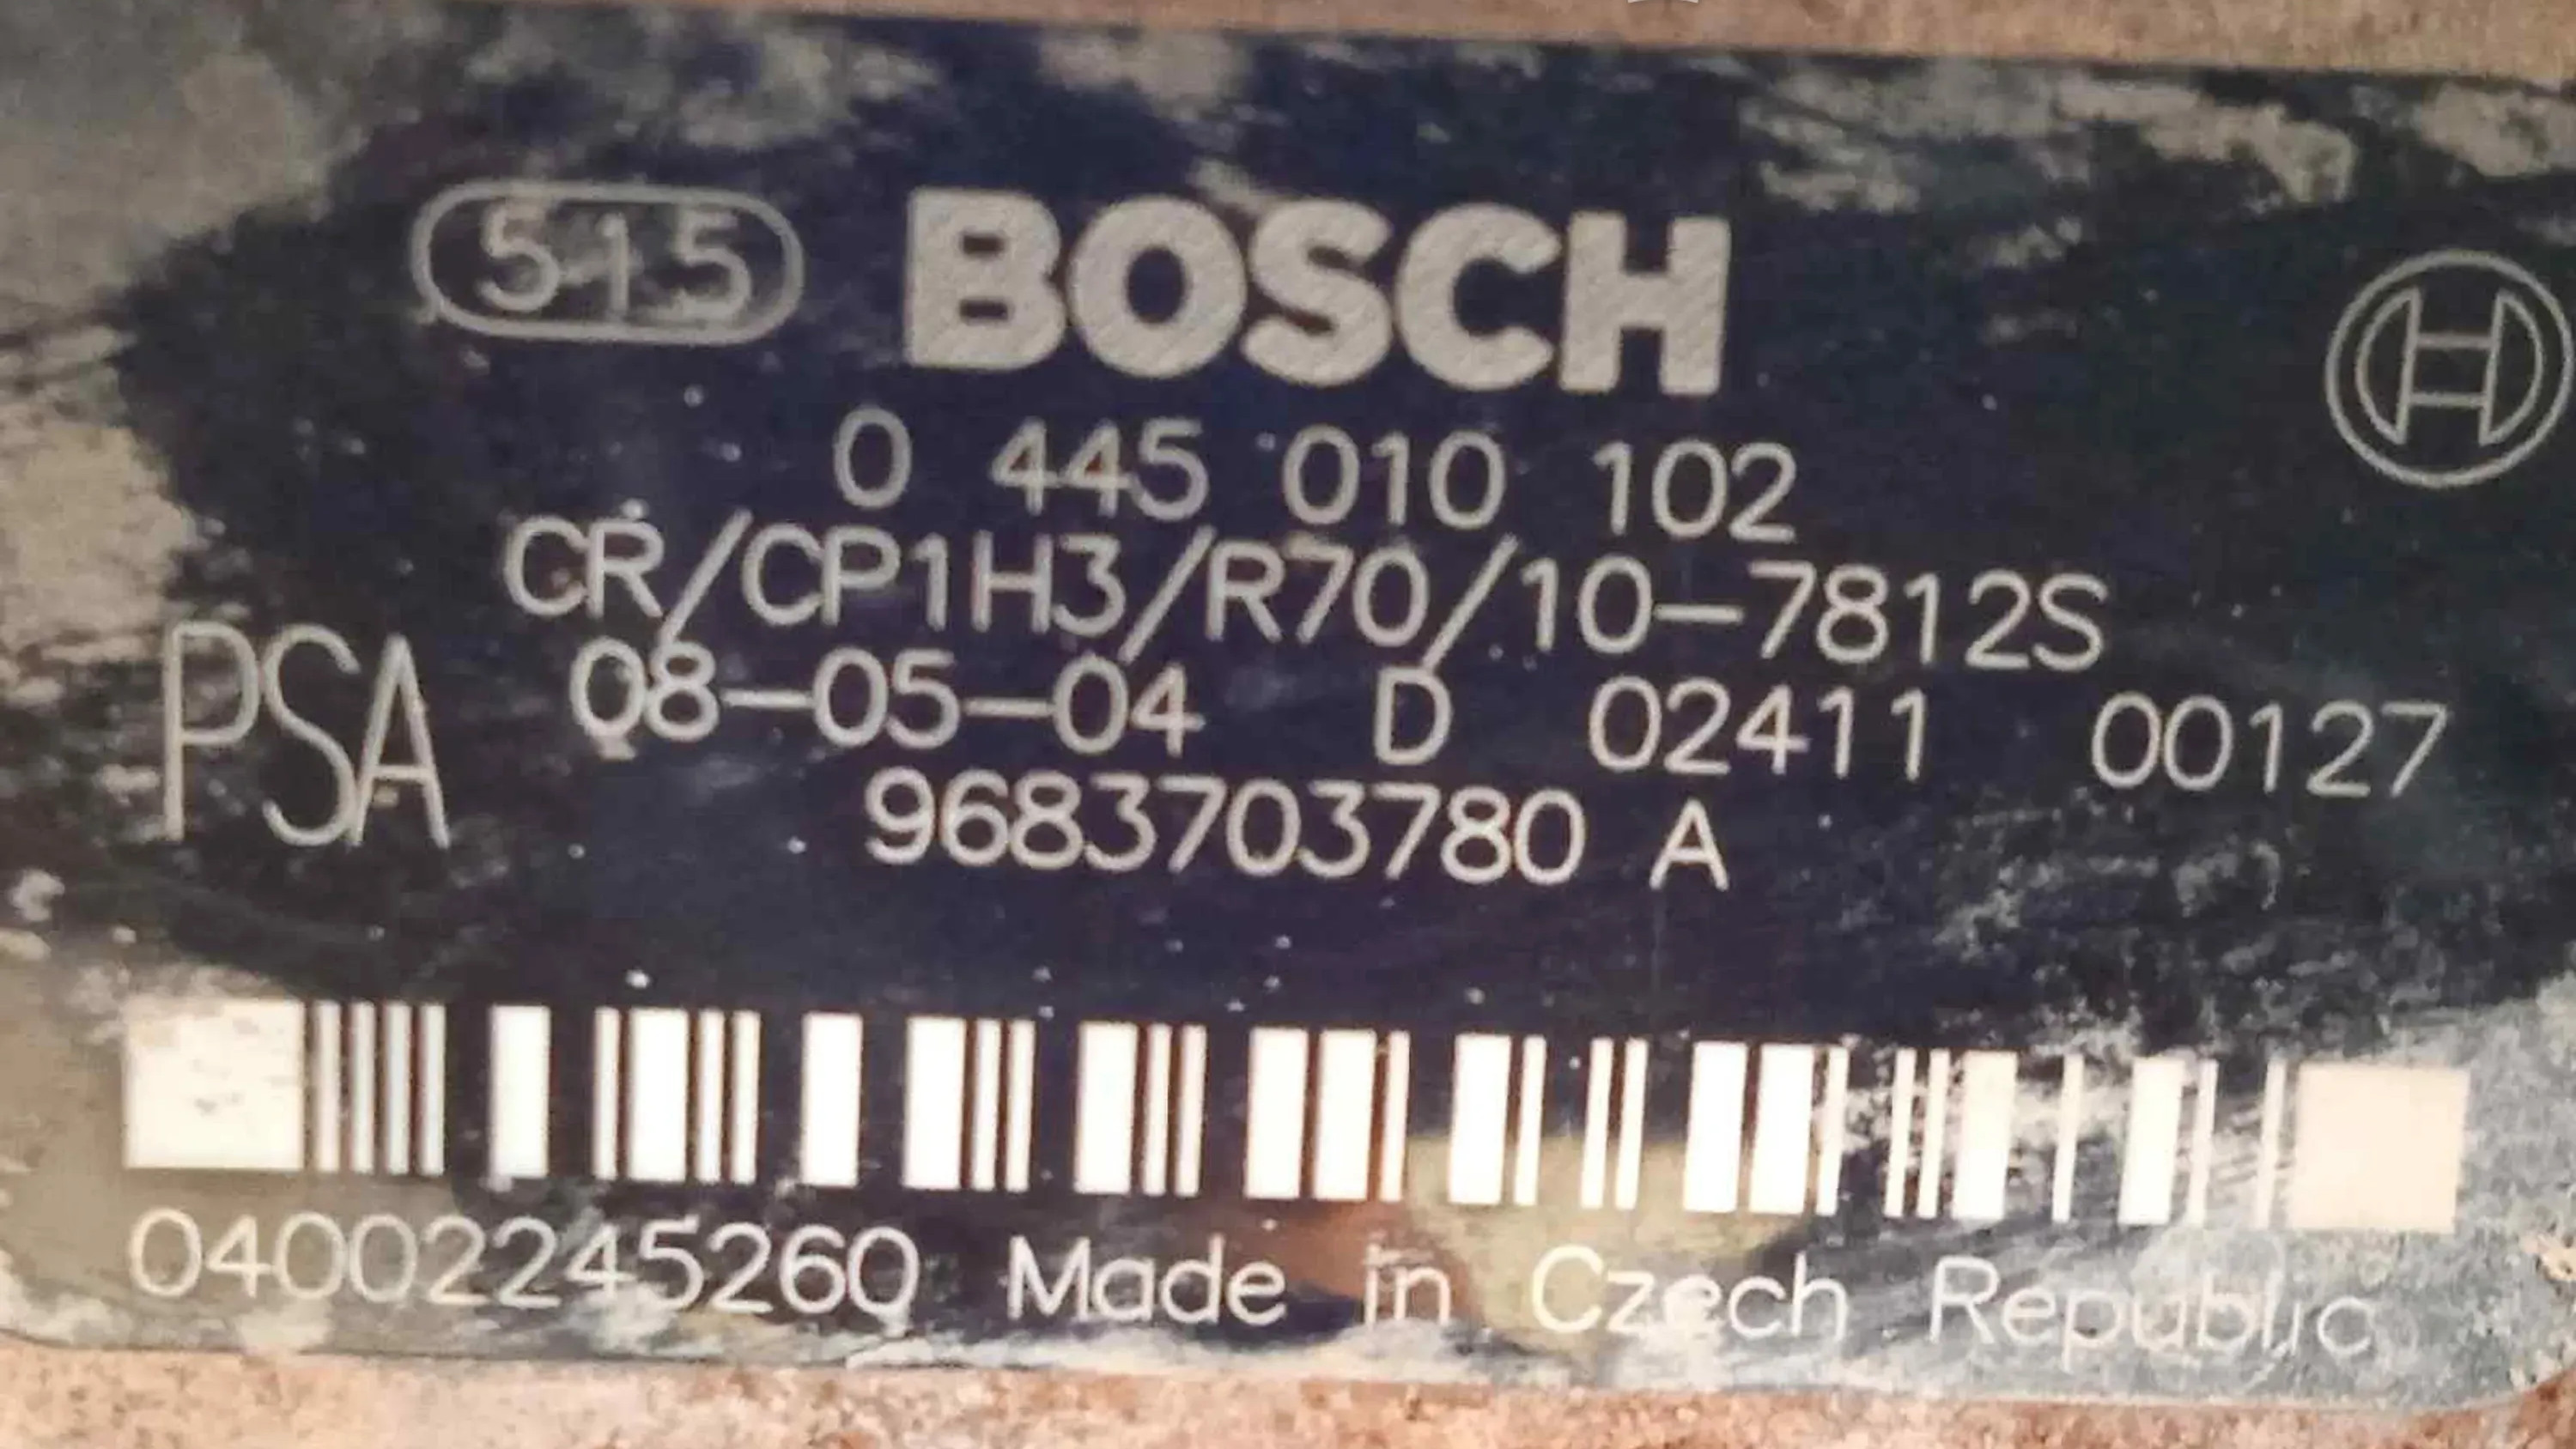 515 BOSCH
0 445 010 102
CR/CP1H3/R70/10-7812S
PSA 08-05-04 D 02411 00127
9683703780 A
04002245260 Made in Czech Republic